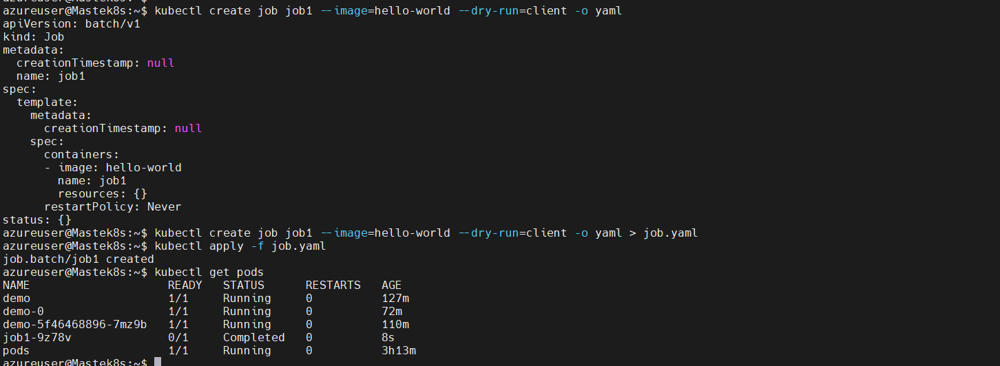 azureuser@Mastek8s:~$
azureuser@Mastek8s:~$ kubectl create job job1 --image=hello-world --dry-run=client -o yaml
apiVersion: batch/v1
kind: Job
metadata:
  creationTimestamp: null
  name: job1
spec:
  template:
    metadata:
      creationTimestamp: null
    spec:
      containers:
      - image: hello-world
        name: job1
        resources: {}
      restartPolicy: Never
status: {}
azureuser@Mastek8s:~$ kubectl create job job1 --image=hello-world --dry-run=client -o yaml > job.yaml
azureuser@Mastek8s:~$ kubectl apply -f job.yaml
job.batch/job1 created
azureuser@Mastek8s:~$ kubectl get pods
NAME                    READY   STATUS      RESTARTS   AGE
demo                    1/1     Running     0          127m
demo-0                  1/1     Running     0          72m
demo-5f46468896-7mz9b   1/1     Running     0          110m
job1-9z78v              0/1     Completed   0          8s
pods                    1/1     Running     0          3h13m
azureuser@Mastek8s:~$